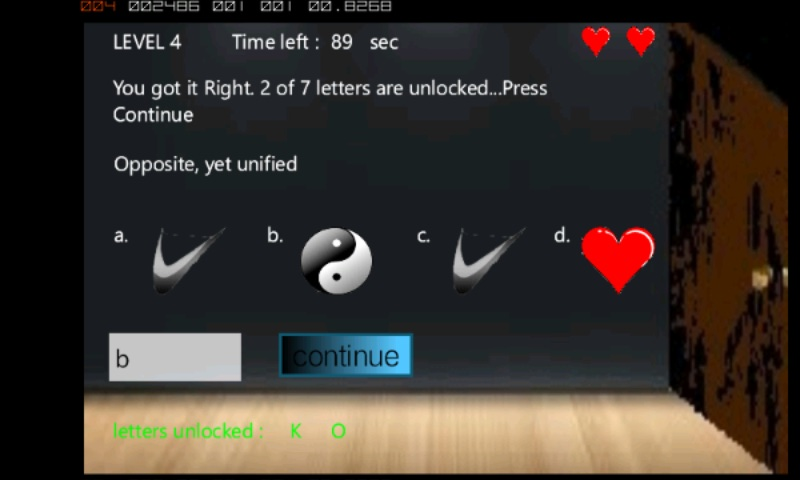 004 002486 001 001 00.8268
LEVEL 4 Time left : 89 sec
You got it Right. 2 of 7 letters are unlocked...Press
Continue
Opposite, yet unified
a. b. c. d.
b continue
letters unlocked : K O